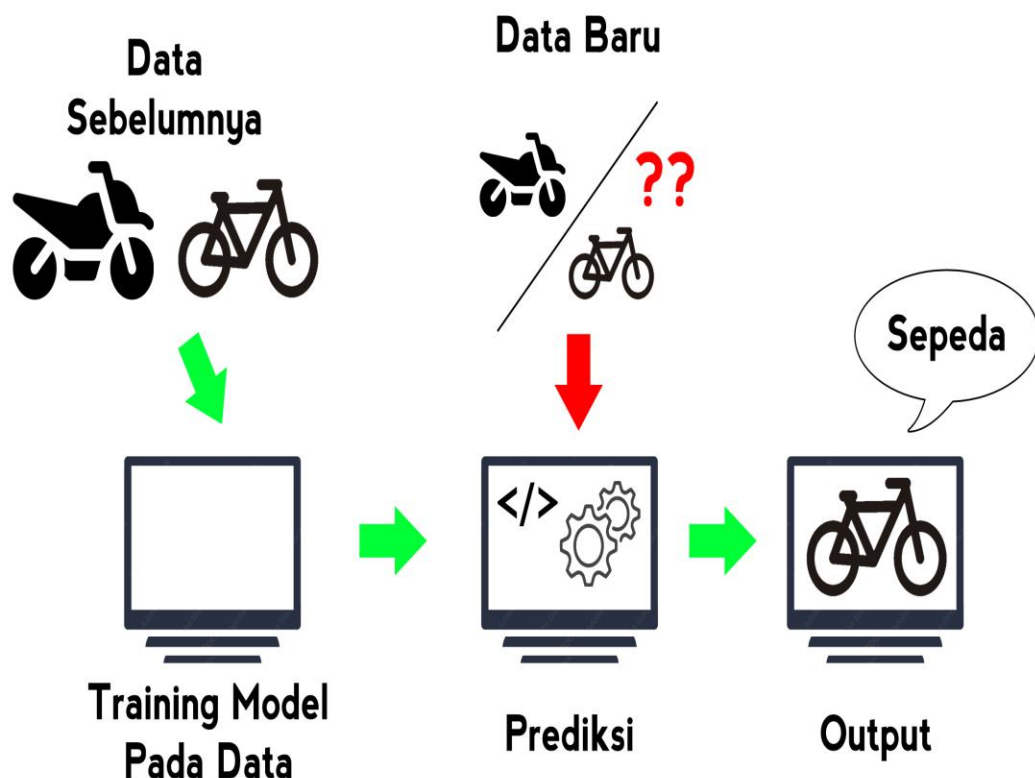 Data
Sebelumnya
Data Baru
??
Sepeda
</>
Training Model
Pada Data
Prediksi
Output